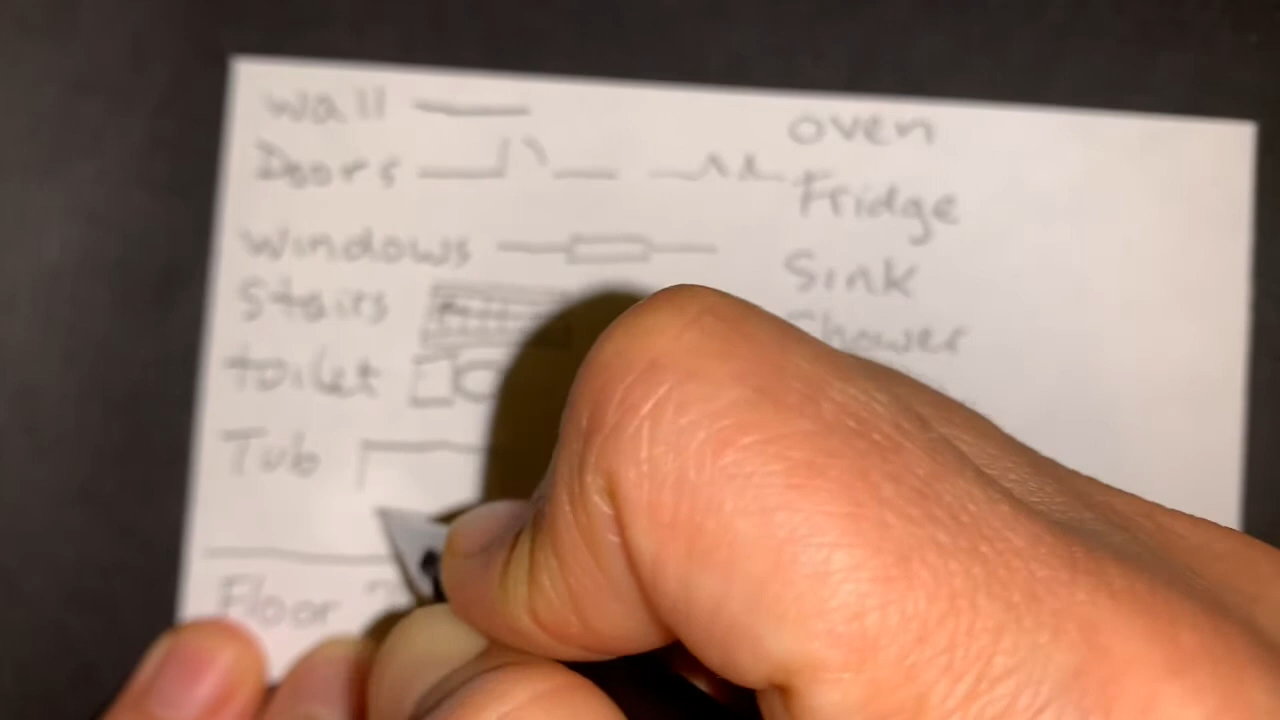 wall
Doors
windows
Stairs
toilet
Tub
Floor
oven
Fridge
Sink
Shower